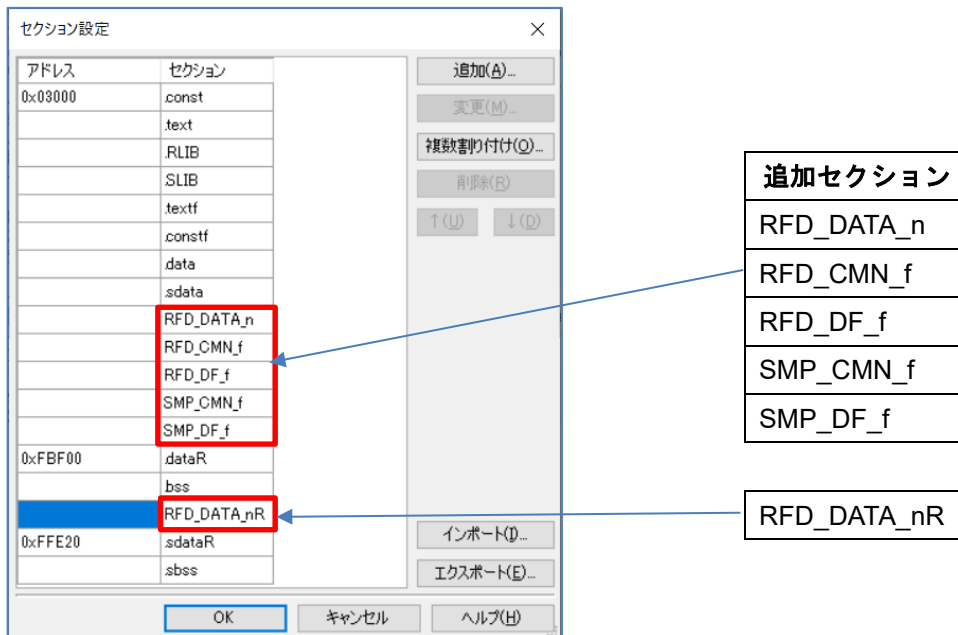 セクション設定
アドレス セクション
0x03000 .const
.text
.RLIB
.SLIB
.textf
.constf
.data
.sdata
RFD_DATA_n
RFD_CMN_f
RFD_DF_f
SMP_CMN_f
SMP_DF_f
0xFBF00 .dataR
.bss
RFD_DATA_nR
0xFFE20 .sdataR
.sbss
追加(A)...
変更(M)...
複数割り付け(O)...
削除(R)
↑(U) ↓(D)
インポート(I)...
エクスポート(E)...
OK キャンセル ヘルプ(H)
追加セクション
RFD_DATA_n
RFD_CMN_f
RFD_DF_f
SMP_CMN_f
SMP_DF_f
RFD_DATA_nR